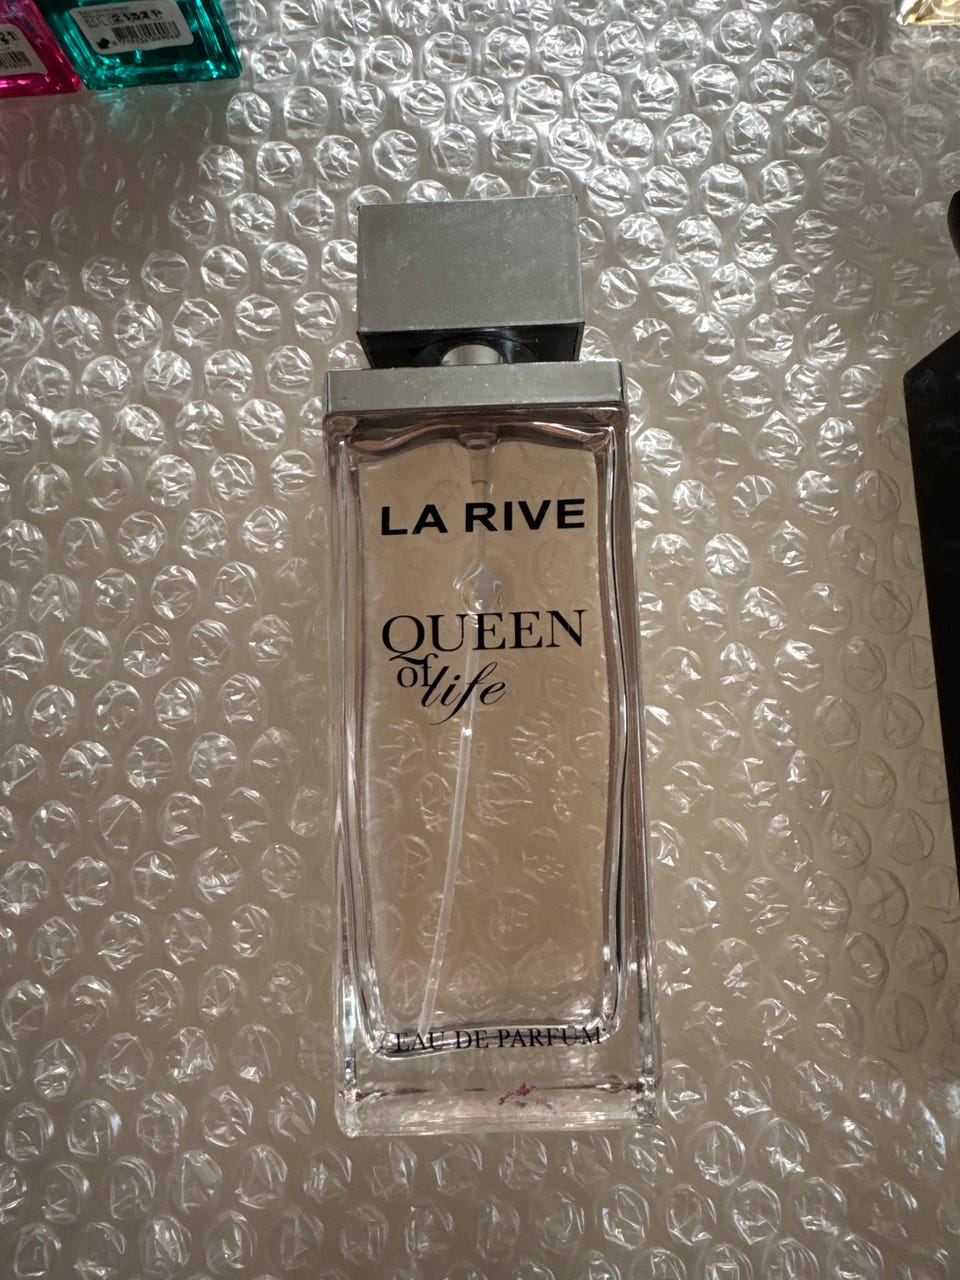 LA RIVE
QUEEN
of life
EAU DE PARFUM